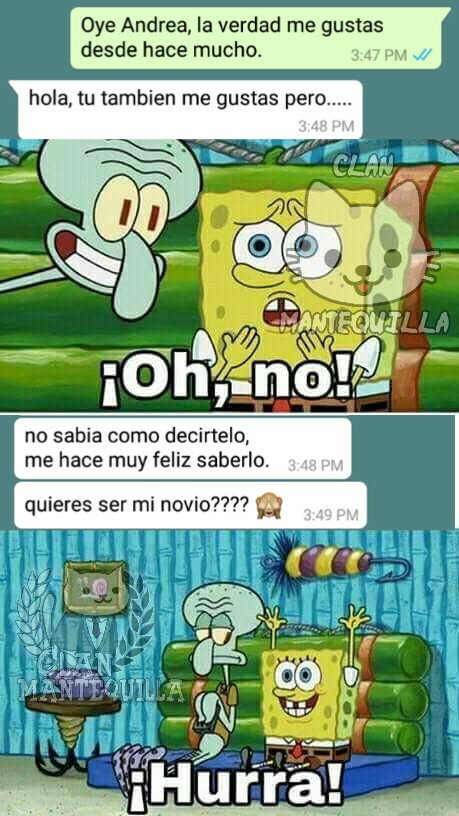 Oye Andrea, la verdad me gustas
desde hace mucho.
3:47 PM
hola, tu tambien me gustas pero.....
3:48 PM
CLAN
MANTEQUILLA
¡Oh, no!
no sabia como decirtelo,
me hace muy feliz saberlo.
3:48 PM
quieres ser mi novio????
3:49 PM
CLAN
MANTEQUILLA
¡Hurra!